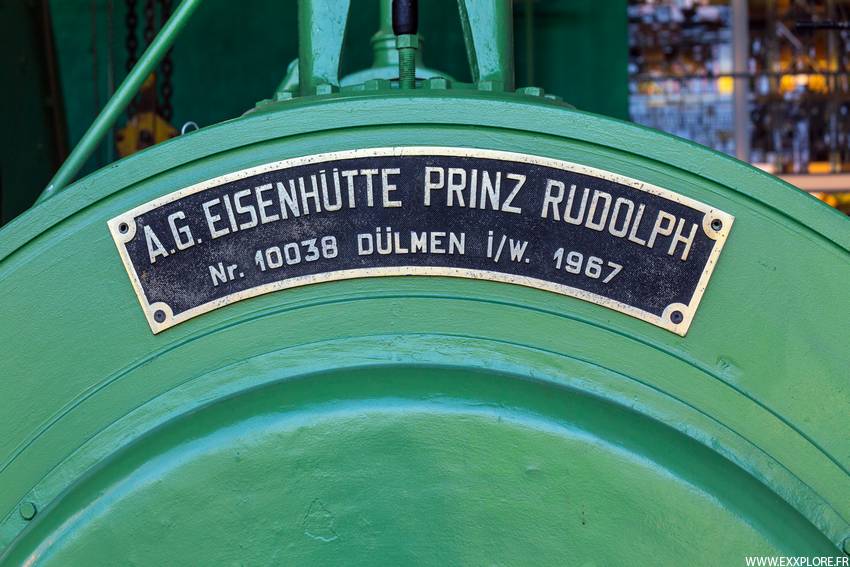 A.G. EISENHÜTTE PRINZ RUDOLPH
Nr. 10038 DÜLMEN i/W. 1967
WWW.EXXPLORE.FR